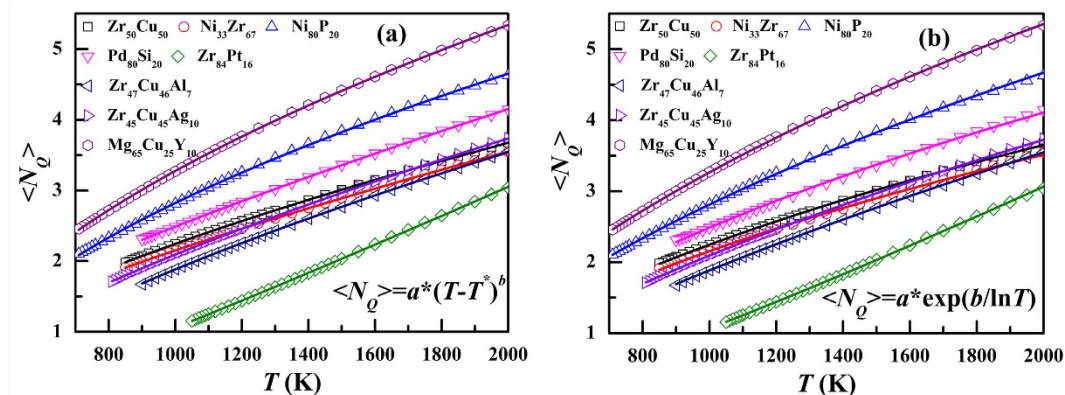 Zr50Cu50 Ni33Zr67 Ni80P20
Pd80Si20 Zr84Pt16
Zr47Cu46Al7
Zr45Cu45Ag10
Mg65Cu25Y10
(a)
<NQ>
5
4
3
2
1
<NQ>=a*(T-T*)b
800 1000 1200 1400 1600 1800 2000
T (K)
Zr50Cu50 Ni33Zr67 Ni80P20
Pd80Si20 Zr84Pt16
Zr47Cu46Al7
Zr45Cu45Ag10
Mg65Cu25Y10
(b)
<NQ>
5
4
3
2
1
<NQ>=a*exp(b/lnT)
800 1000 1200 1400 1600 1800 2000
T (K)